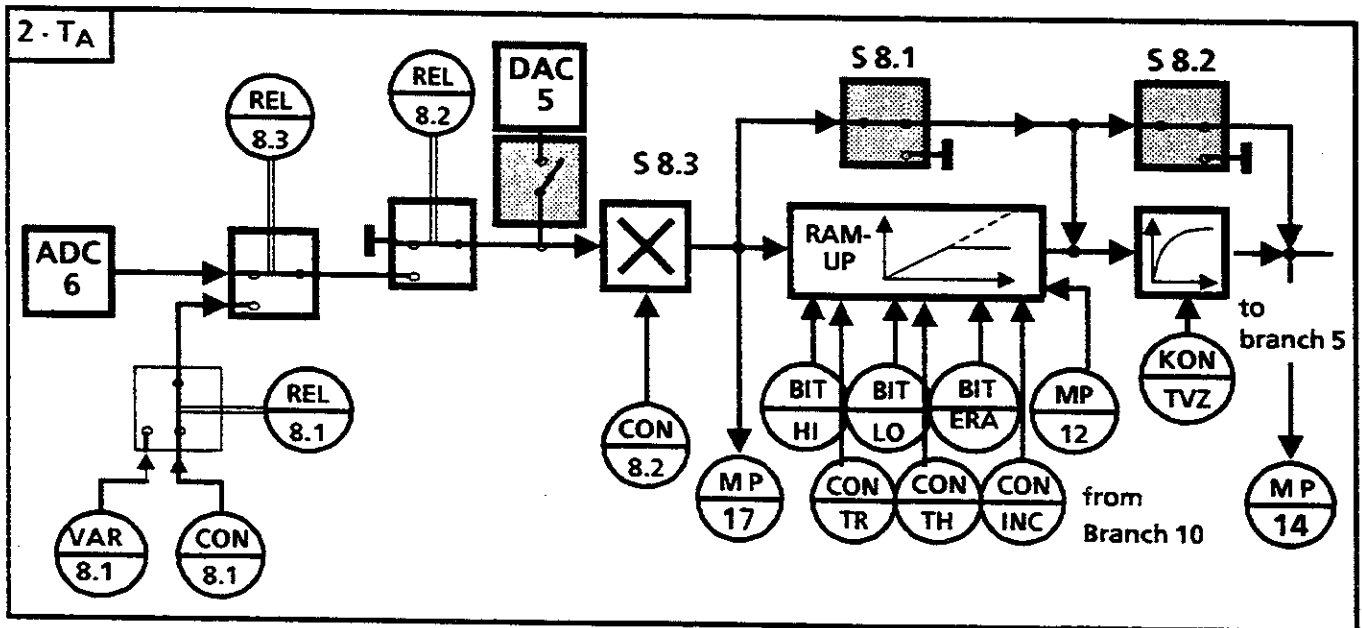 2 - TA
REL
8.3
REL
8.2
DAC
5
S 8.1
S 8.2
S 8.3
ADC
6
RAM-
UP
to
branch 5
REL
8.1
CON
8.2
BIT
HI
BIT
LO
BIT
ERA
MP
12
KON
TVZ
MP
17
CON
TR
CON
TH
CON
INC
from
Branch 10
MP
14
VAR
8.1
CON
8.1